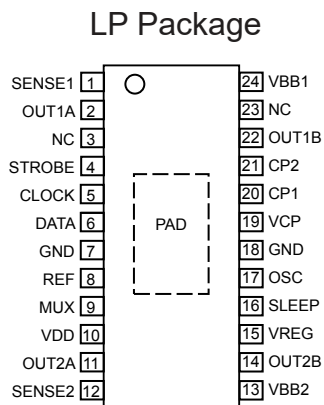 LP Package
SENSE1 1
OUT1A 2
NC 3
STROBE 4
CLOCK 5
DATA 6
GND 7
REF 8
MUX 9
VDD 10
OUT2A 11
SENSE2 12
PAD
24 VBB1
23 NC
22 OUT1B
21 CP2
20 CP1
19 VCP
18 GND
17 OSC
16 SLEEP
15 VREG
14 OUT2B
13 VBB2